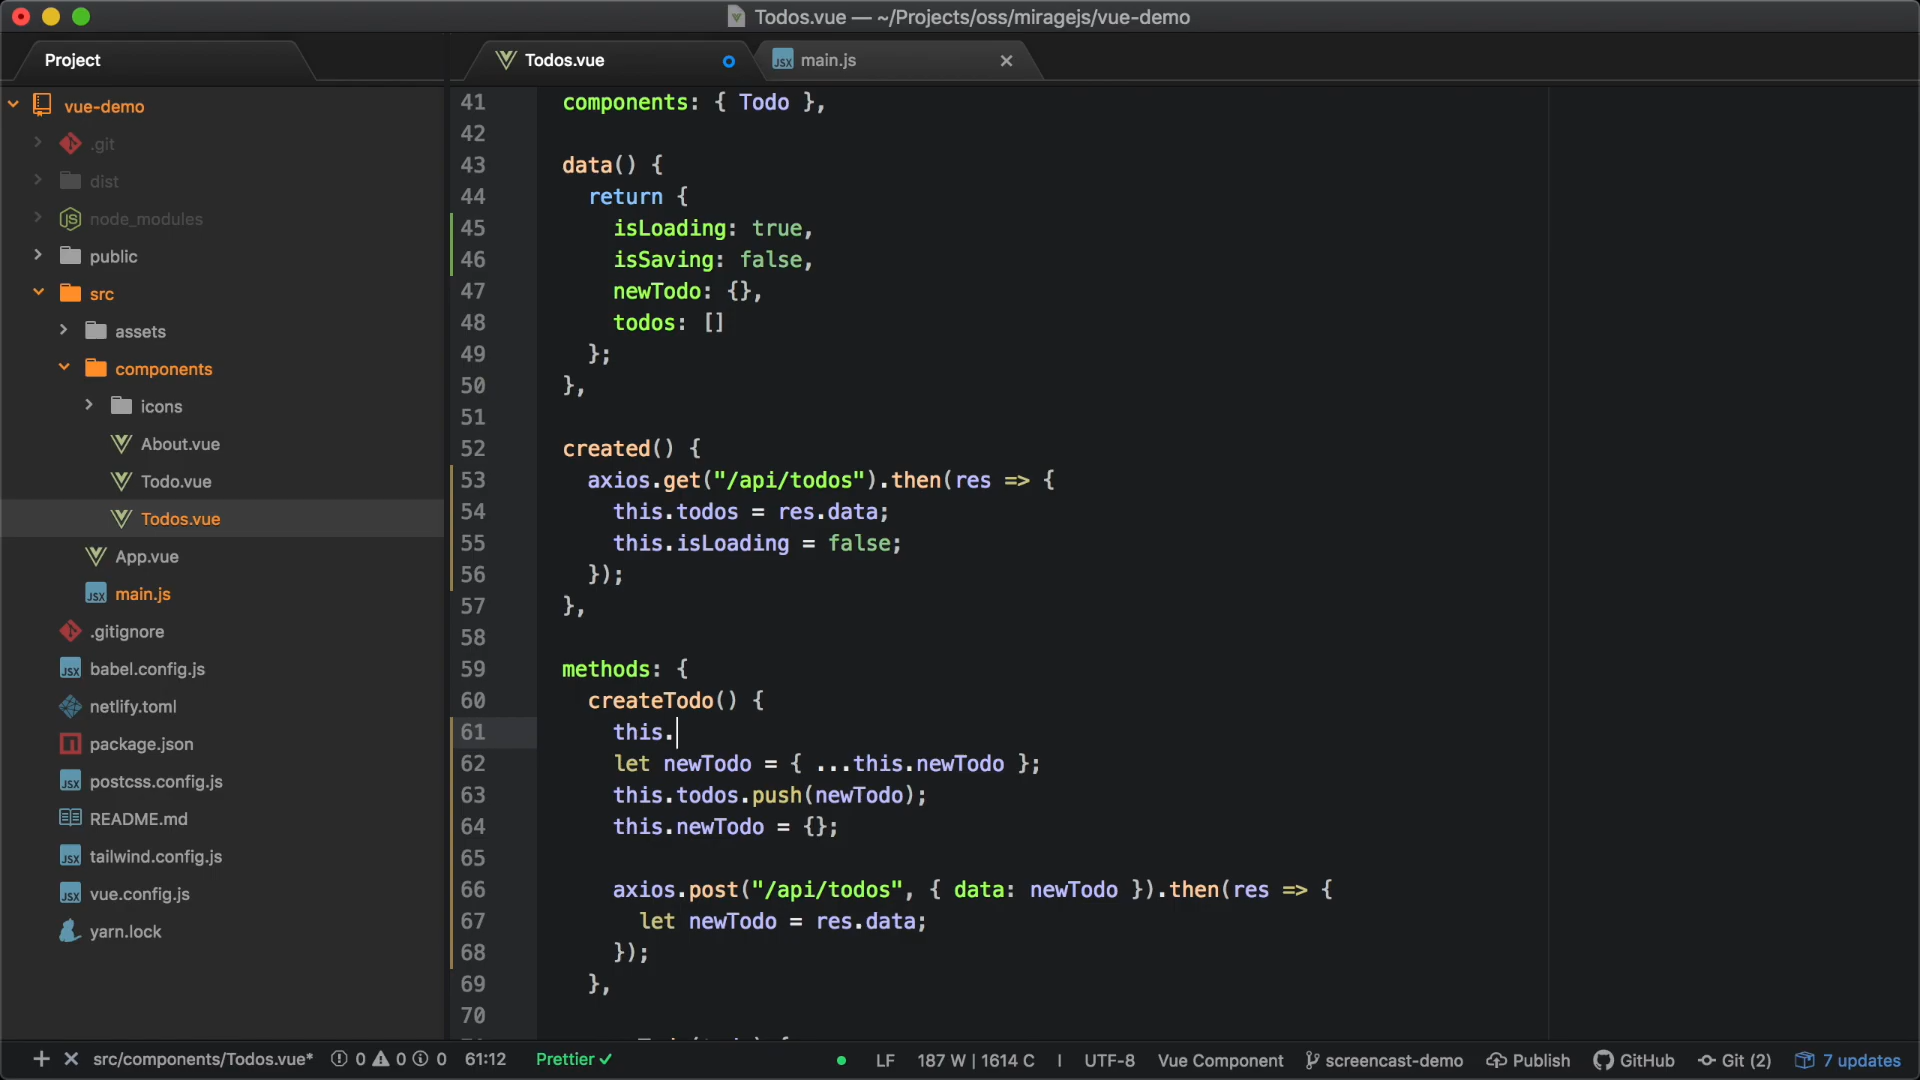 Todos.vue — ~/Projects/oss/miragejs/vue-demo
Project
Todos.vue
JSX main.js
vue-demo
.git
dist
node_modules
public
src
assets
components
icons
About.vue
Todo.vue
Todos.vue
App.vue
JSX main.js
.gitignore
JSX babel.config.js
netlify.toml
package.json
JSX postcss.config.js
README.md
JSX tailwind.config.js
JSX vue.config.js
yarn.lock
41 components: { Todo },
42
43 data() {
44 return {
45 isLoading: true,
46 isSaving: false,
47 newTodo: {},
48 todos: []
49 };
50 },
51
52 created() {
53 axios.get("/api/todos").then(res => {
54 this.todos = res.data;
55 this.isLoading = false;
56 });
57 },
58
59 methods: {
60 createTodo() {
61 this.
62 let newTodo = { ...this.newTodo };
63 this.todos.push(newTodo);
64 this.newTodo = {};
65
66 axios.post("/api/todos", { data: newTodo }).then(res => {
67 let newTodo = res.data;
68 });
69 },
70
src/components/Todos.vue* 0 0 0 61:12 Prettier ✓ LF 187 W | 1614 C I UTF-8 Vue Component screencast-demo Publish GitHub Git (2) 7 updates